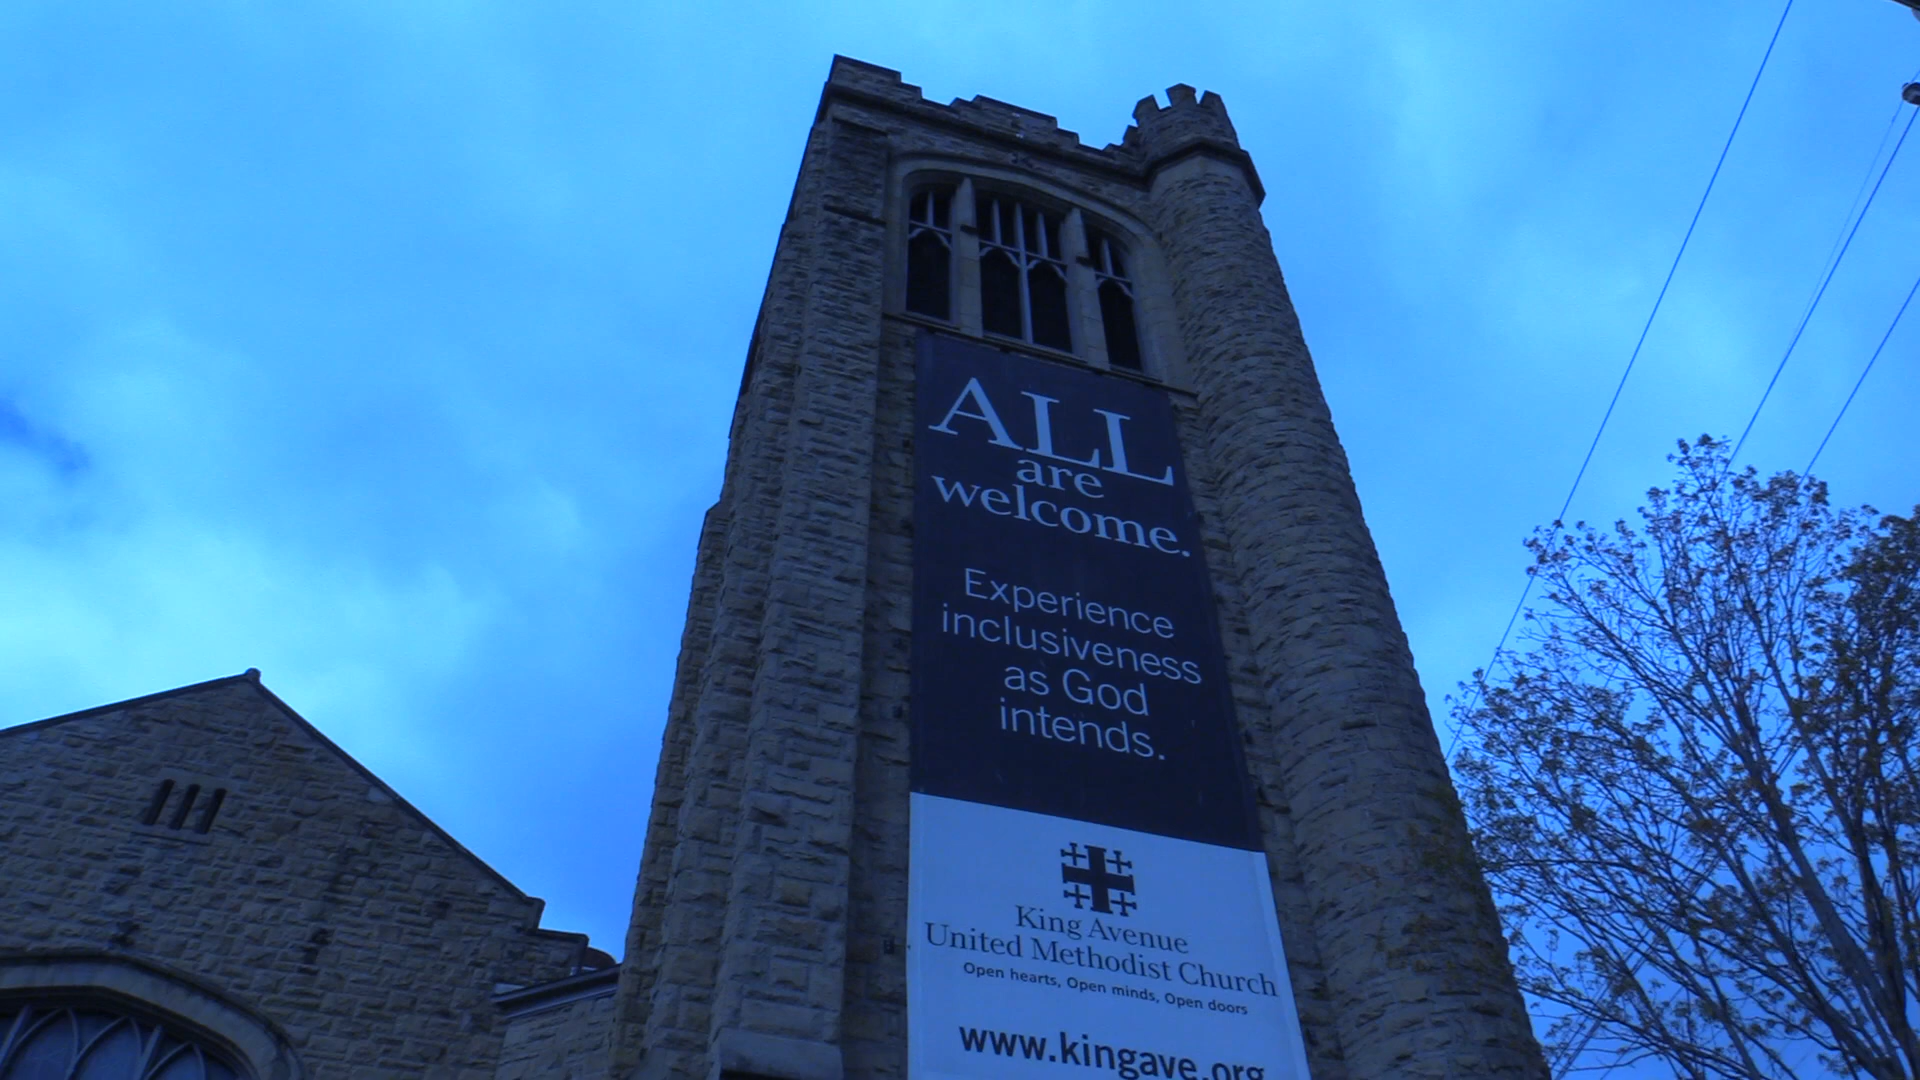 ALL
are
welcome.
Experience
inclusiveness
as God
intends.
King Avenue
United Methodist Church
Open hearts, Open minds, Open doors
www.kingave.org